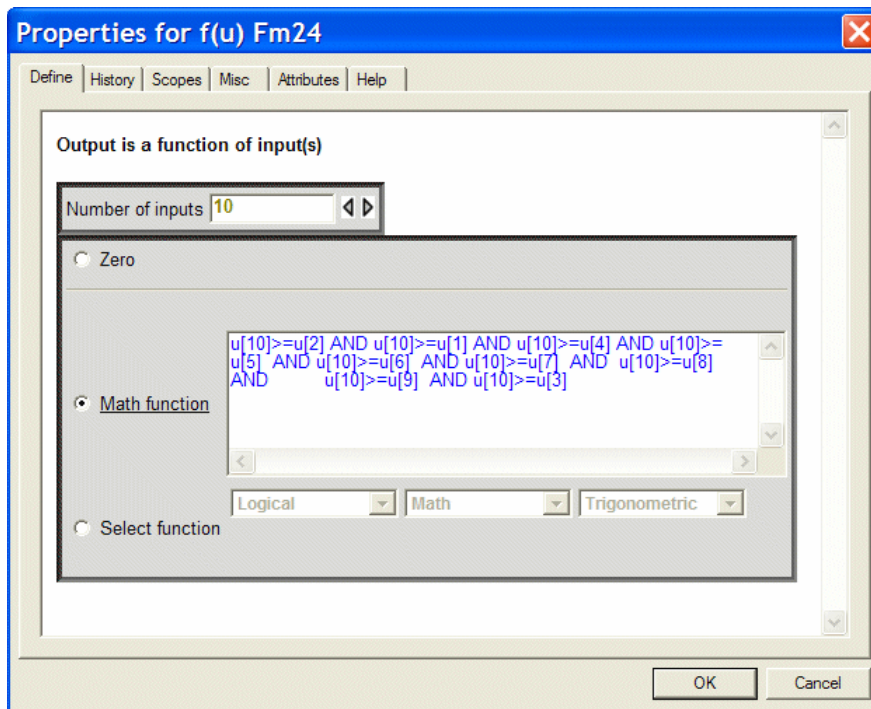 Properties for f(u) Fm24
Define History Scopes Misc Attributes Help
Output is a function of input(s)
Number of inputs 10
Zero
u[10]>=u[2] AND u[10]>=u[1] AND u[10]>=u[4] AND u[10]>=
u[5]  AND u[10]>=u[6]  AND u[10]>=u[7]  AND  u[10]>=u[8]
AND          u[10]>=u[9]  AND u[10]>=u[3]
Math function
Logical Math Trigonometric
Select function
OK Cancel